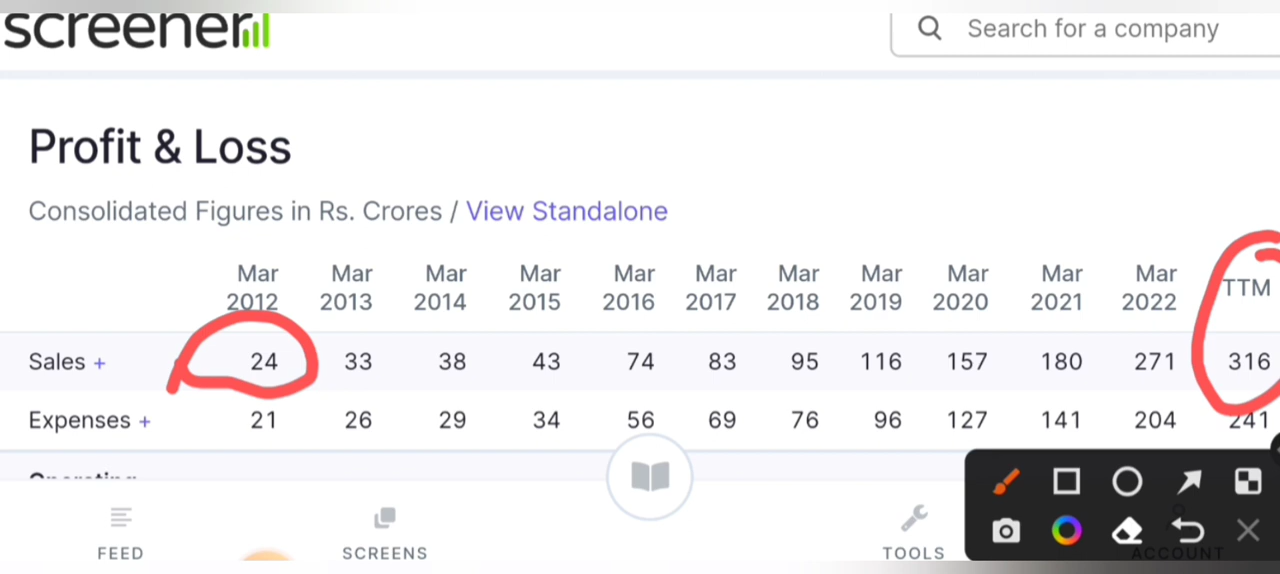 screener
Search for a company
Profit & Loss
Consolidated Figures in Rs. Crores / View Standalone
Mar 2012 Mar 2013 Mar 2014 Mar 2015 Mar 2016 Mar 2017 Mar 2018 Mar 2019 Mar 2020 Mar 2021 Mar 2022 TTM
Sales + 24 33 38 43 74 83 95 116 157 180 271 316
Expenses + 21 26 29 34 56 69 76 96 127 141 204 241
FEED SCREENS TOOLS ACCOUNT